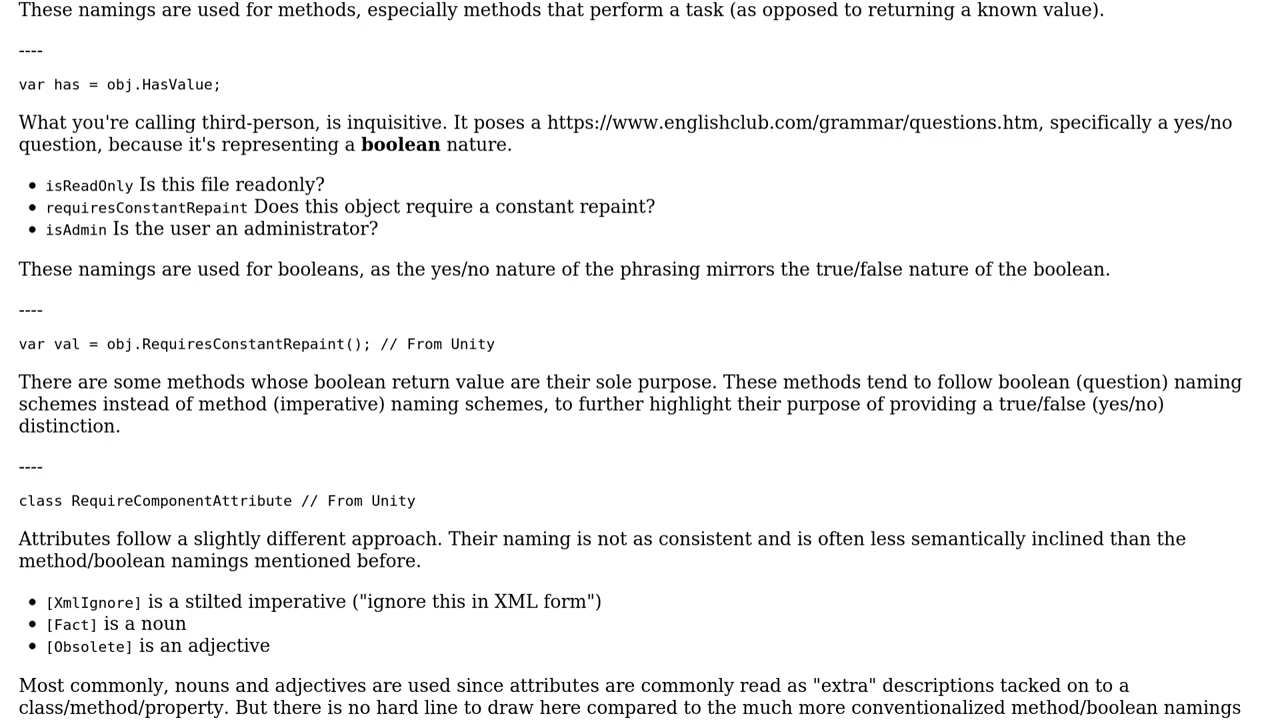 These namings are used for methods, especially methods that perform a task (as opposed to returning a known value).
----
var has = obj.HasValue;
What you're calling third-person, is inquisitive. It poses a https://www.englishclub.com/grammar/questions.htm, specifically a yes/no
question, because it's representing a boolean nature.
• isReadOnly Is this file readonly?
• requiresConstantRepaint Does this object require a constant repaint?
• isAdmin Is the user an administrator?
These namings are used for booleans, as the yes/no nature of the phrasing mirrors the true/false nature of the boolean.
----
var val = obj.RequiresConstantRepaint(); // From Unity
There are some methods whose boolean return value are their sole purpose. These methods tend to follow boolean (question) naming
schemes instead of method (imperative) naming schemes, to further highlight their purpose of providing a true/false (yes/no)
distinction.
----
class RequireComponentAttribute // From Unity
Attributes follow a slightly different approach. Their naming is not as consistent and is often less semantically inclined than the
method/boolean namings mentioned before.
• [XmlIgnore] is a stilted imperative ("ignore this in XML form")
• [Fact] is a noun
• [Obsolete] is an adjective
Most commonly, nouns and adjectives are used since attributes are commonly read as "extra" descriptions tacked on to a
class/method/property. But there is no hard line to draw here compared to the much more conventionalized method/boolean namings